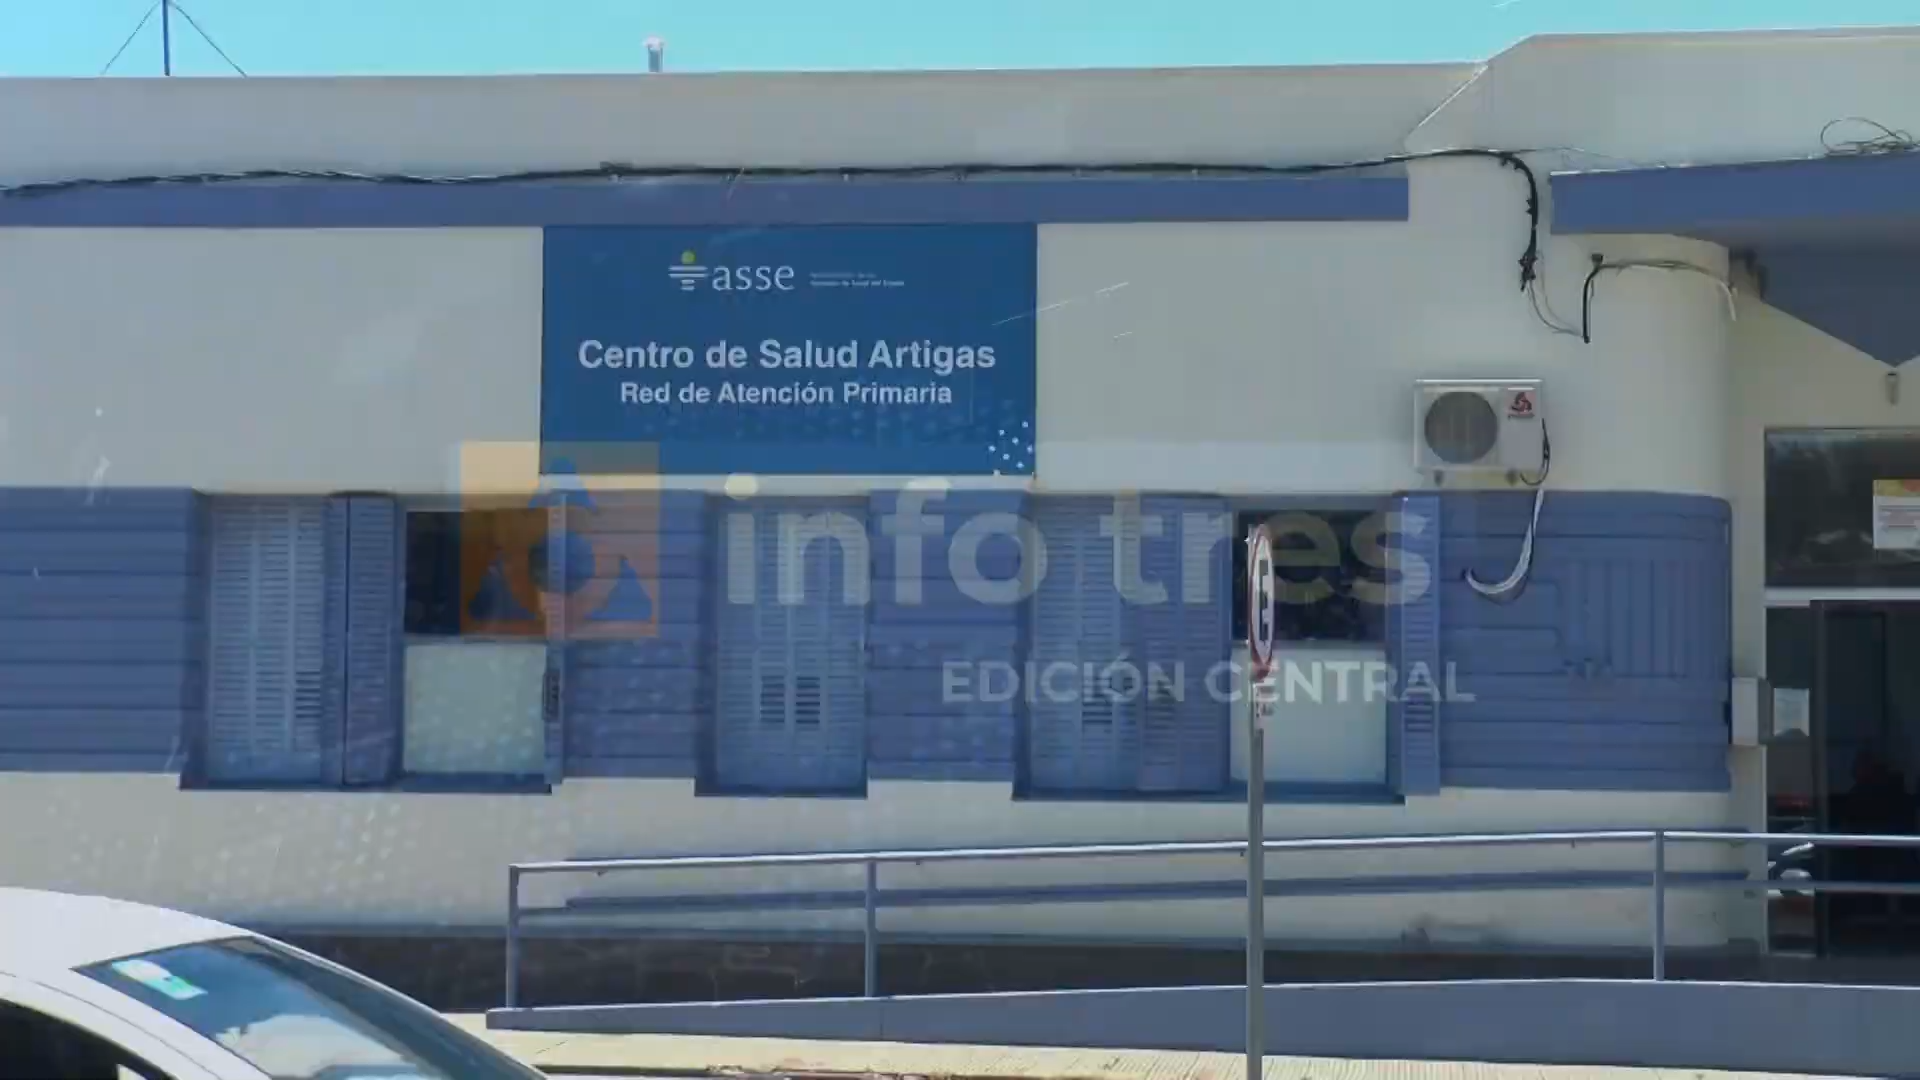 asse
Centro de Salud Artigas
Red de Atención Primaria
info tres
EDICIÓN CENTRAL